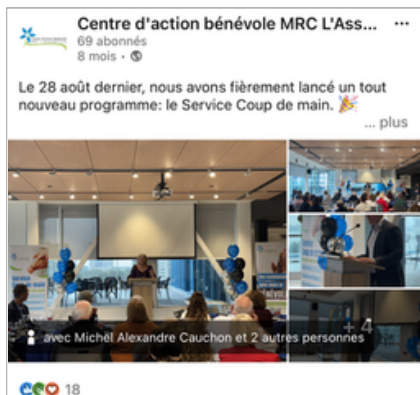 Centre d'action bénévole MRC L'Ass...
69 abonnés
8 mois •
Le 28 août dernier, nous avons fièrement lancé un tout
nouveau programme: le Service Coup de main. 🎉
... plus
+ 4
avec Michel Alexandre Cauchon et 2 autres personnes
18